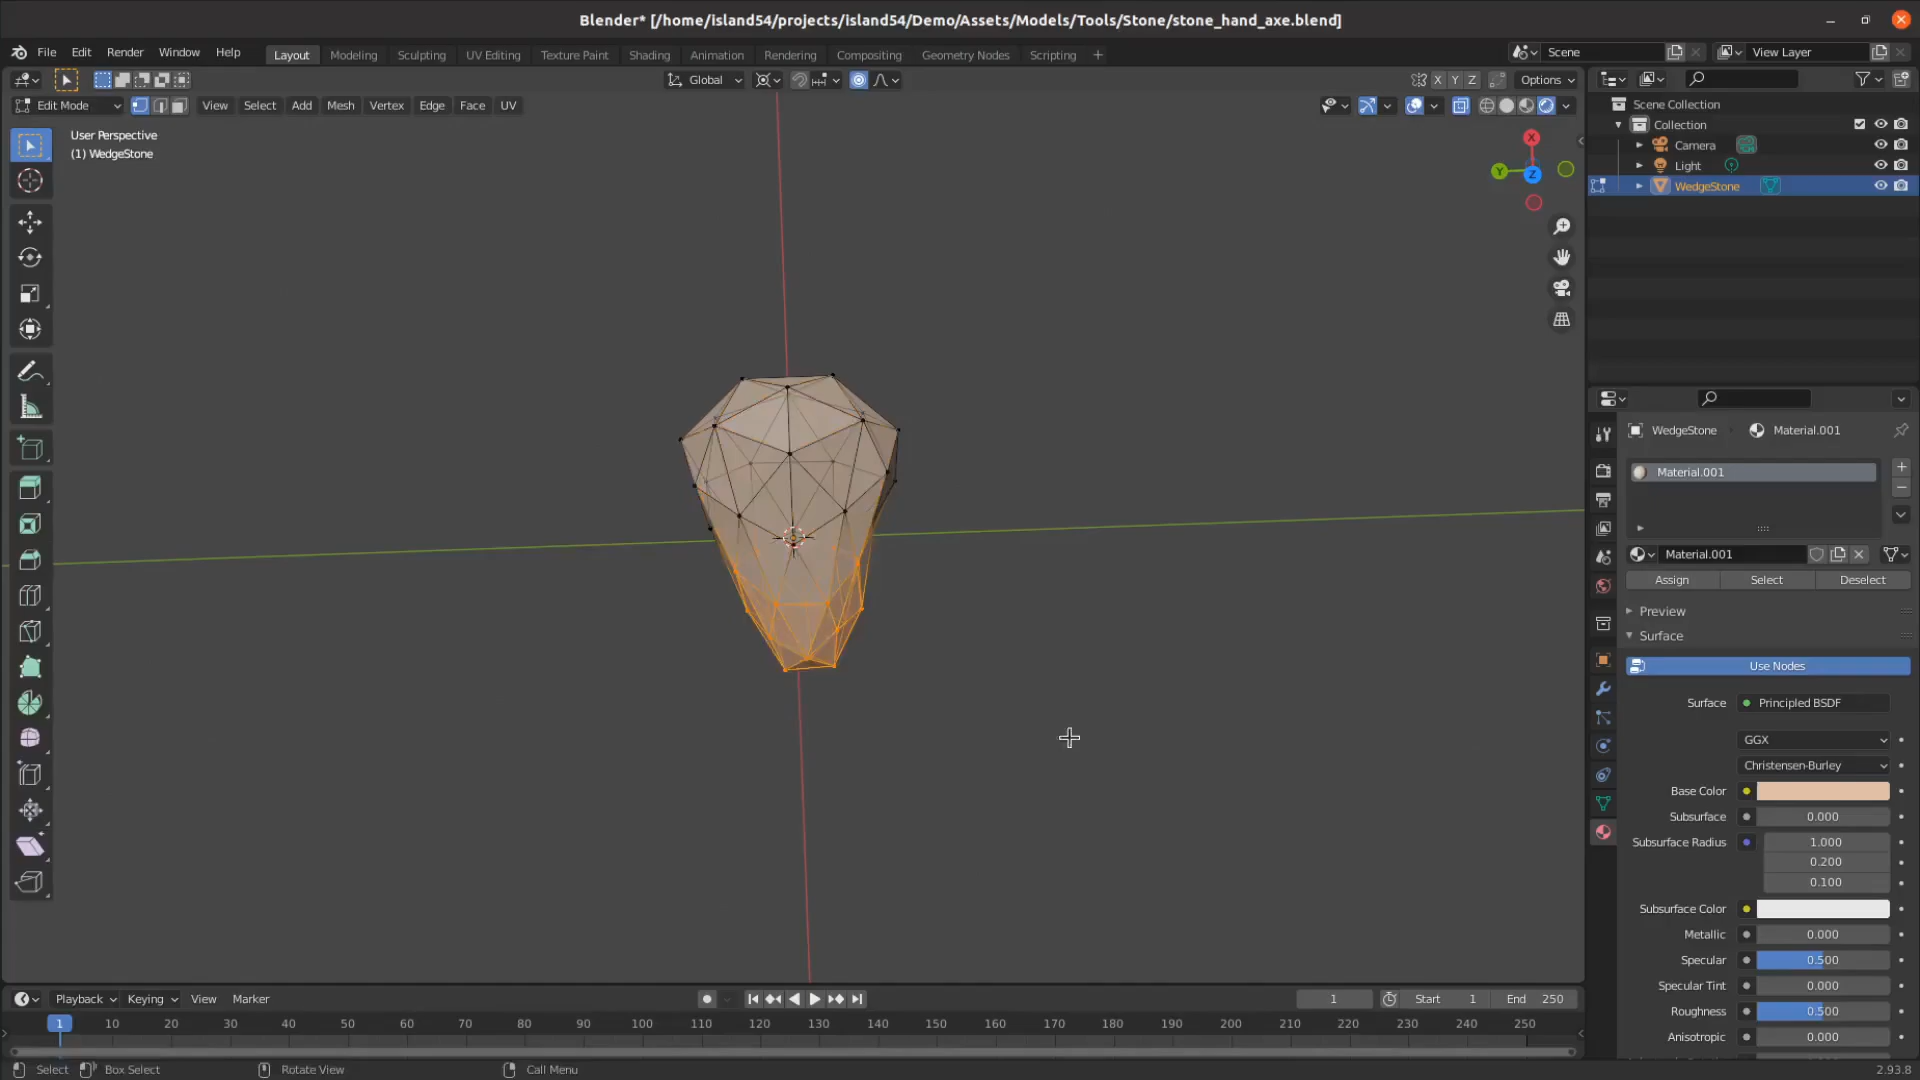 Blender* [/home/island54/projects/island54/Demo/Assets/Models/Tools/Stone/stone_hand_axe.blend]
File Edit Render Window Help Layout Modeling Sculpting UV Editing Texture Paint Shading Animation Rendering Compositing Geometry Nodes Scripting + Scene View Layer
Global X Y Z Options
Edit Mode View Select Add Mesh Vertex Edge Face UV
User Perspective
(1) WedgeStone
X
Y
Z
Scene Collection
Collection
Camera
Light
WedgeStone
WedgeStone Material.001
Material.001
Material.001
Assign Select Deselect
Preview
Surface
Use Nodes
Surface Principled BSDF
GGX
Christensen-Burley
Base Color
Subsurface 0.000
Subsurface Radius 1.000
0.200
0.100
Subsurface Color
Metallic 0.000
Specular 0.500
Specular Tint 0.000
Roughness 0.500
Anisotropic 0.000
Playback Keying View Marker 1 Start 1 End 250
1 10 20 30 40 50 60 70 80 90 100 110 120 130 140 150 160 170 180 190 200 210 220 230 240 250
Select Box Select Rotate View Call Menu 2.93.8